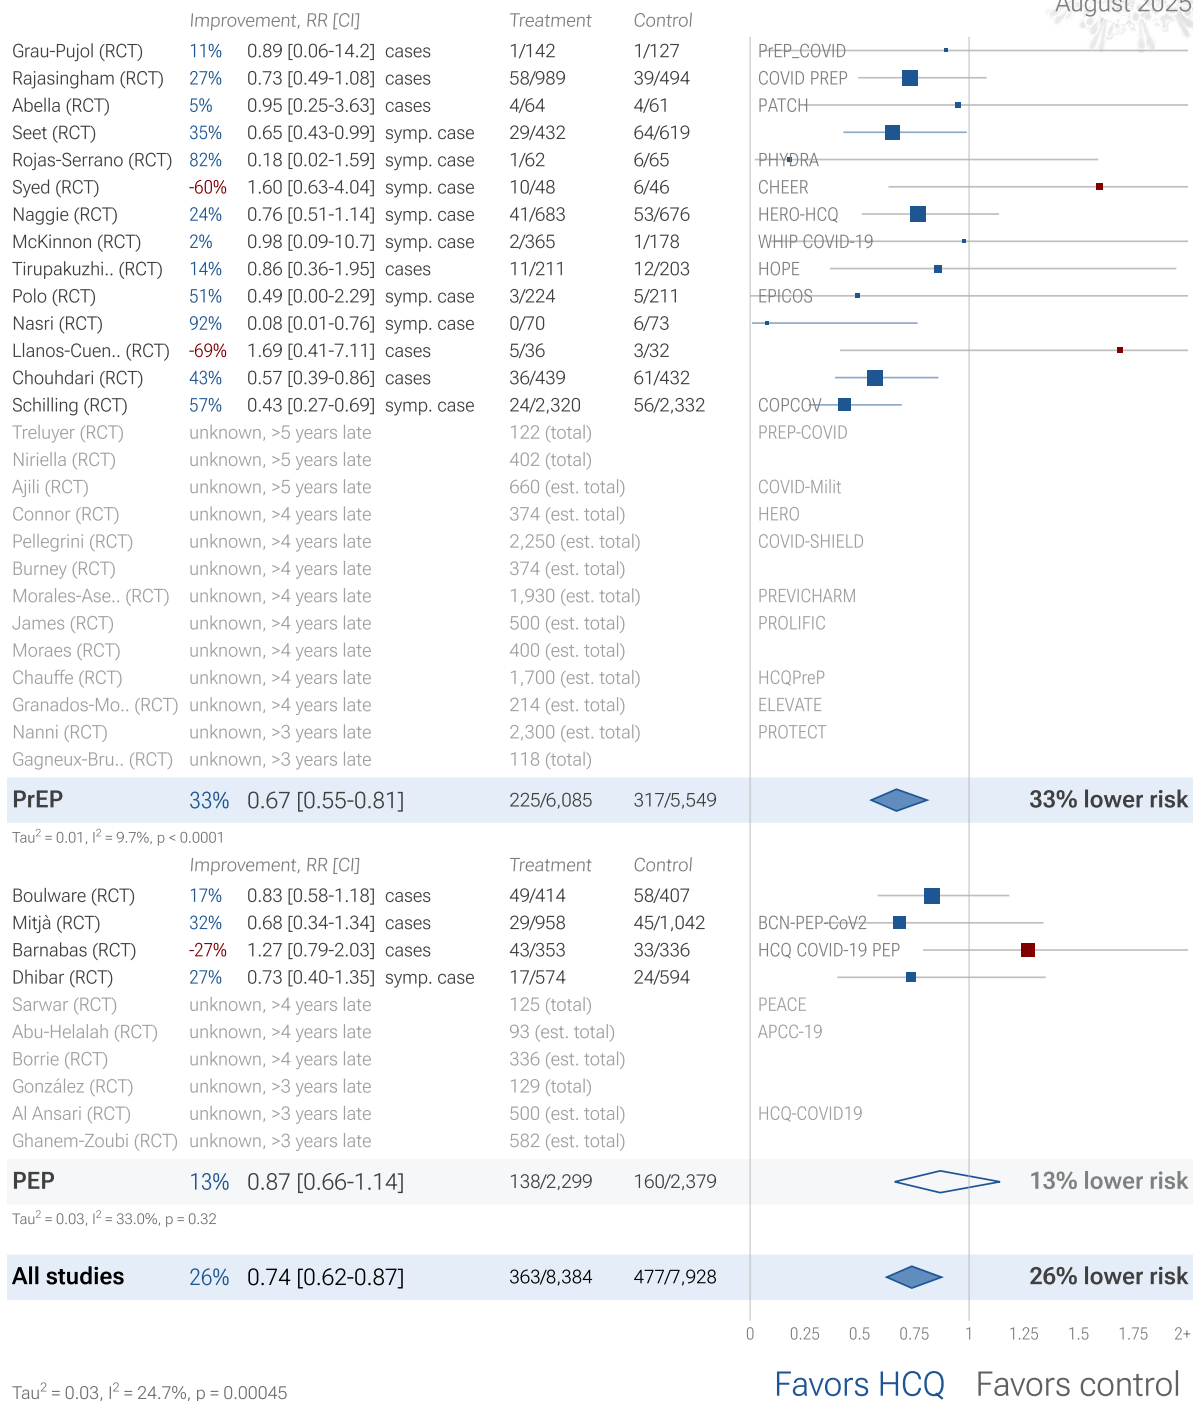 August 2025
Improvement, RR [CI] Treatment Control
Grau-Pujol (RCT) 11% 0.89 [0.06-14.2] cases 1/142 1/127 PrEP_COVID
Rajasingham (RCT) 27% 0.73 [0.49-1.08] cases 58/989 39/494 COVID PREP
Abella (RCT) 5% 0.95 [0.25-3.63] cases 4/64 4/61 PATCH
Seet (RCT) 35% 0.65 [0.43-0.99] symp. case 29/432 64/619
Rojas-Serrano (RCT) 82% 0.18 [0.02-1.59] symp. case 1/62 6/65 PHYDRA
Syed (RCT) -60% 1.60 [0.63-4.04] symp. case 10/48 6/46 CHEER
Naggie (RCT) 24% 0.76 [0.51-1.14] symp. case 41/683 53/676 HERO-HCQ
McKinnon (RCT) 2% 0.98 [0.09-10.7] symp. case 2/365 1/178 WHIP COVID-19
Tirupakuzhi.. (RCT) 14% 0.86 [0.36-1.95] cases 11/211 12/203 HOPE
Polo (RCT) 51% 0.49 [0.00-2.29] symp. case 3/224 5/211 EPICOS
Nasri (RCT) 92% 0.08 [0.01-0.76] symp. case 0/70 6/73
Llanos-Cuen.. (RCT) -69% 1.69 [0.41-7.11] cases 5/36 3/32
Chouhdari (RCT) 43% 0.57 [0.39-0.86] cases 36/439 61/432
Schilling (RCT) 57% 0.43 [0.27-0.69] symp. case 24/2,320 56/2,332 COPCOV
Treluyer (RCT) unknown, >5 years late 122 (total) PREP-COVID
Niriella (RCT) unknown, >5 years late 402 (total)
Ajili (RCT) unknown, >5 years late 660 (est. total) COVID-Milit
Connor (RCT) unknown, >4 years late 374 (est. total) HERO
Pellegrini (RCT) unknown, >4 years late 2,250 (est. total) COVID-SHIELD
Burney (RCT) unknown, >4 years late 374 (est. total)
Morales-Ase.. (RCT) unknown, >4 years late 1,930 (est. total) PREVICHARM
James (RCT) unknown, >4 years late 500 (est. total) PROLIFIC
Moraes (RCT) unknown, >4 years late 400 (est. total)
Chauffe (RCT) unknown, >4 years late 1,700 (est. total) HCQPreP
Granados-Mo.. (RCT) unknown, >4 years late 214 (est. total) ELEVATE
Nanni (RCT) unknown, >3 years late 2,300 (est. total) PROTECT
Gagneux-Bru.. (RCT) unknown, >3 years late 118 (total)
PrEP 33% 0.67 [0.55-0.81] 225/6,085 317/5,549 33% lower risk
Tau² = 0.01, I² = 9.7%, p < 0.0001
Improvement, RR [CI] Treatment Control
Boulware (RCT) 17% 0.83 [0.58-1.18] cases 49/414 58/407
Mitjà (RCT) 32% 0.68 [0.34-1.34] cases 29/958 45/1,042 BCN-PEP-CoV2
Barnabas (RCT) -27% 1.27 [0.79-2.03] cases 43/353 33/336 HCQ COVID-19 PEP
Dhibar (RCT) 27% 0.73 [0.40-1.35] symp. case 17/574 24/594
Sarwar (RCT) unknown, >4 years late 125 (total) PEACE
Abu-Helalah (RCT) unknown, >4 years late 93 (est. total) APCC-19
Borrie (RCT) unknown, >4 years late 336 (est. total)
González (RCT) unknown, >3 years late 129 (total)
Al Ansari (RCT) unknown, >3 years late 500 (est. total) HCQ-COVID19
Ghanem-Zoubi (RCT) unknown, >3 years late 582 (est. total)
PEP 13% 0.87 [0.66-1.14] 138/2,299 160/2,379 13% lower risk
Tau² = 0.03, I² = 33.0%, p = 0.32
All studies 26% 0.74 [0.62-0.87] 363/8,384 477/7,928 26% lower risk
0 0.25 0.5 0.75 1 1.25 1.5 1.75 2+
Tau² = 0.03, I² = 24.7%, p = 0.00045 Favors HCQ Favors control